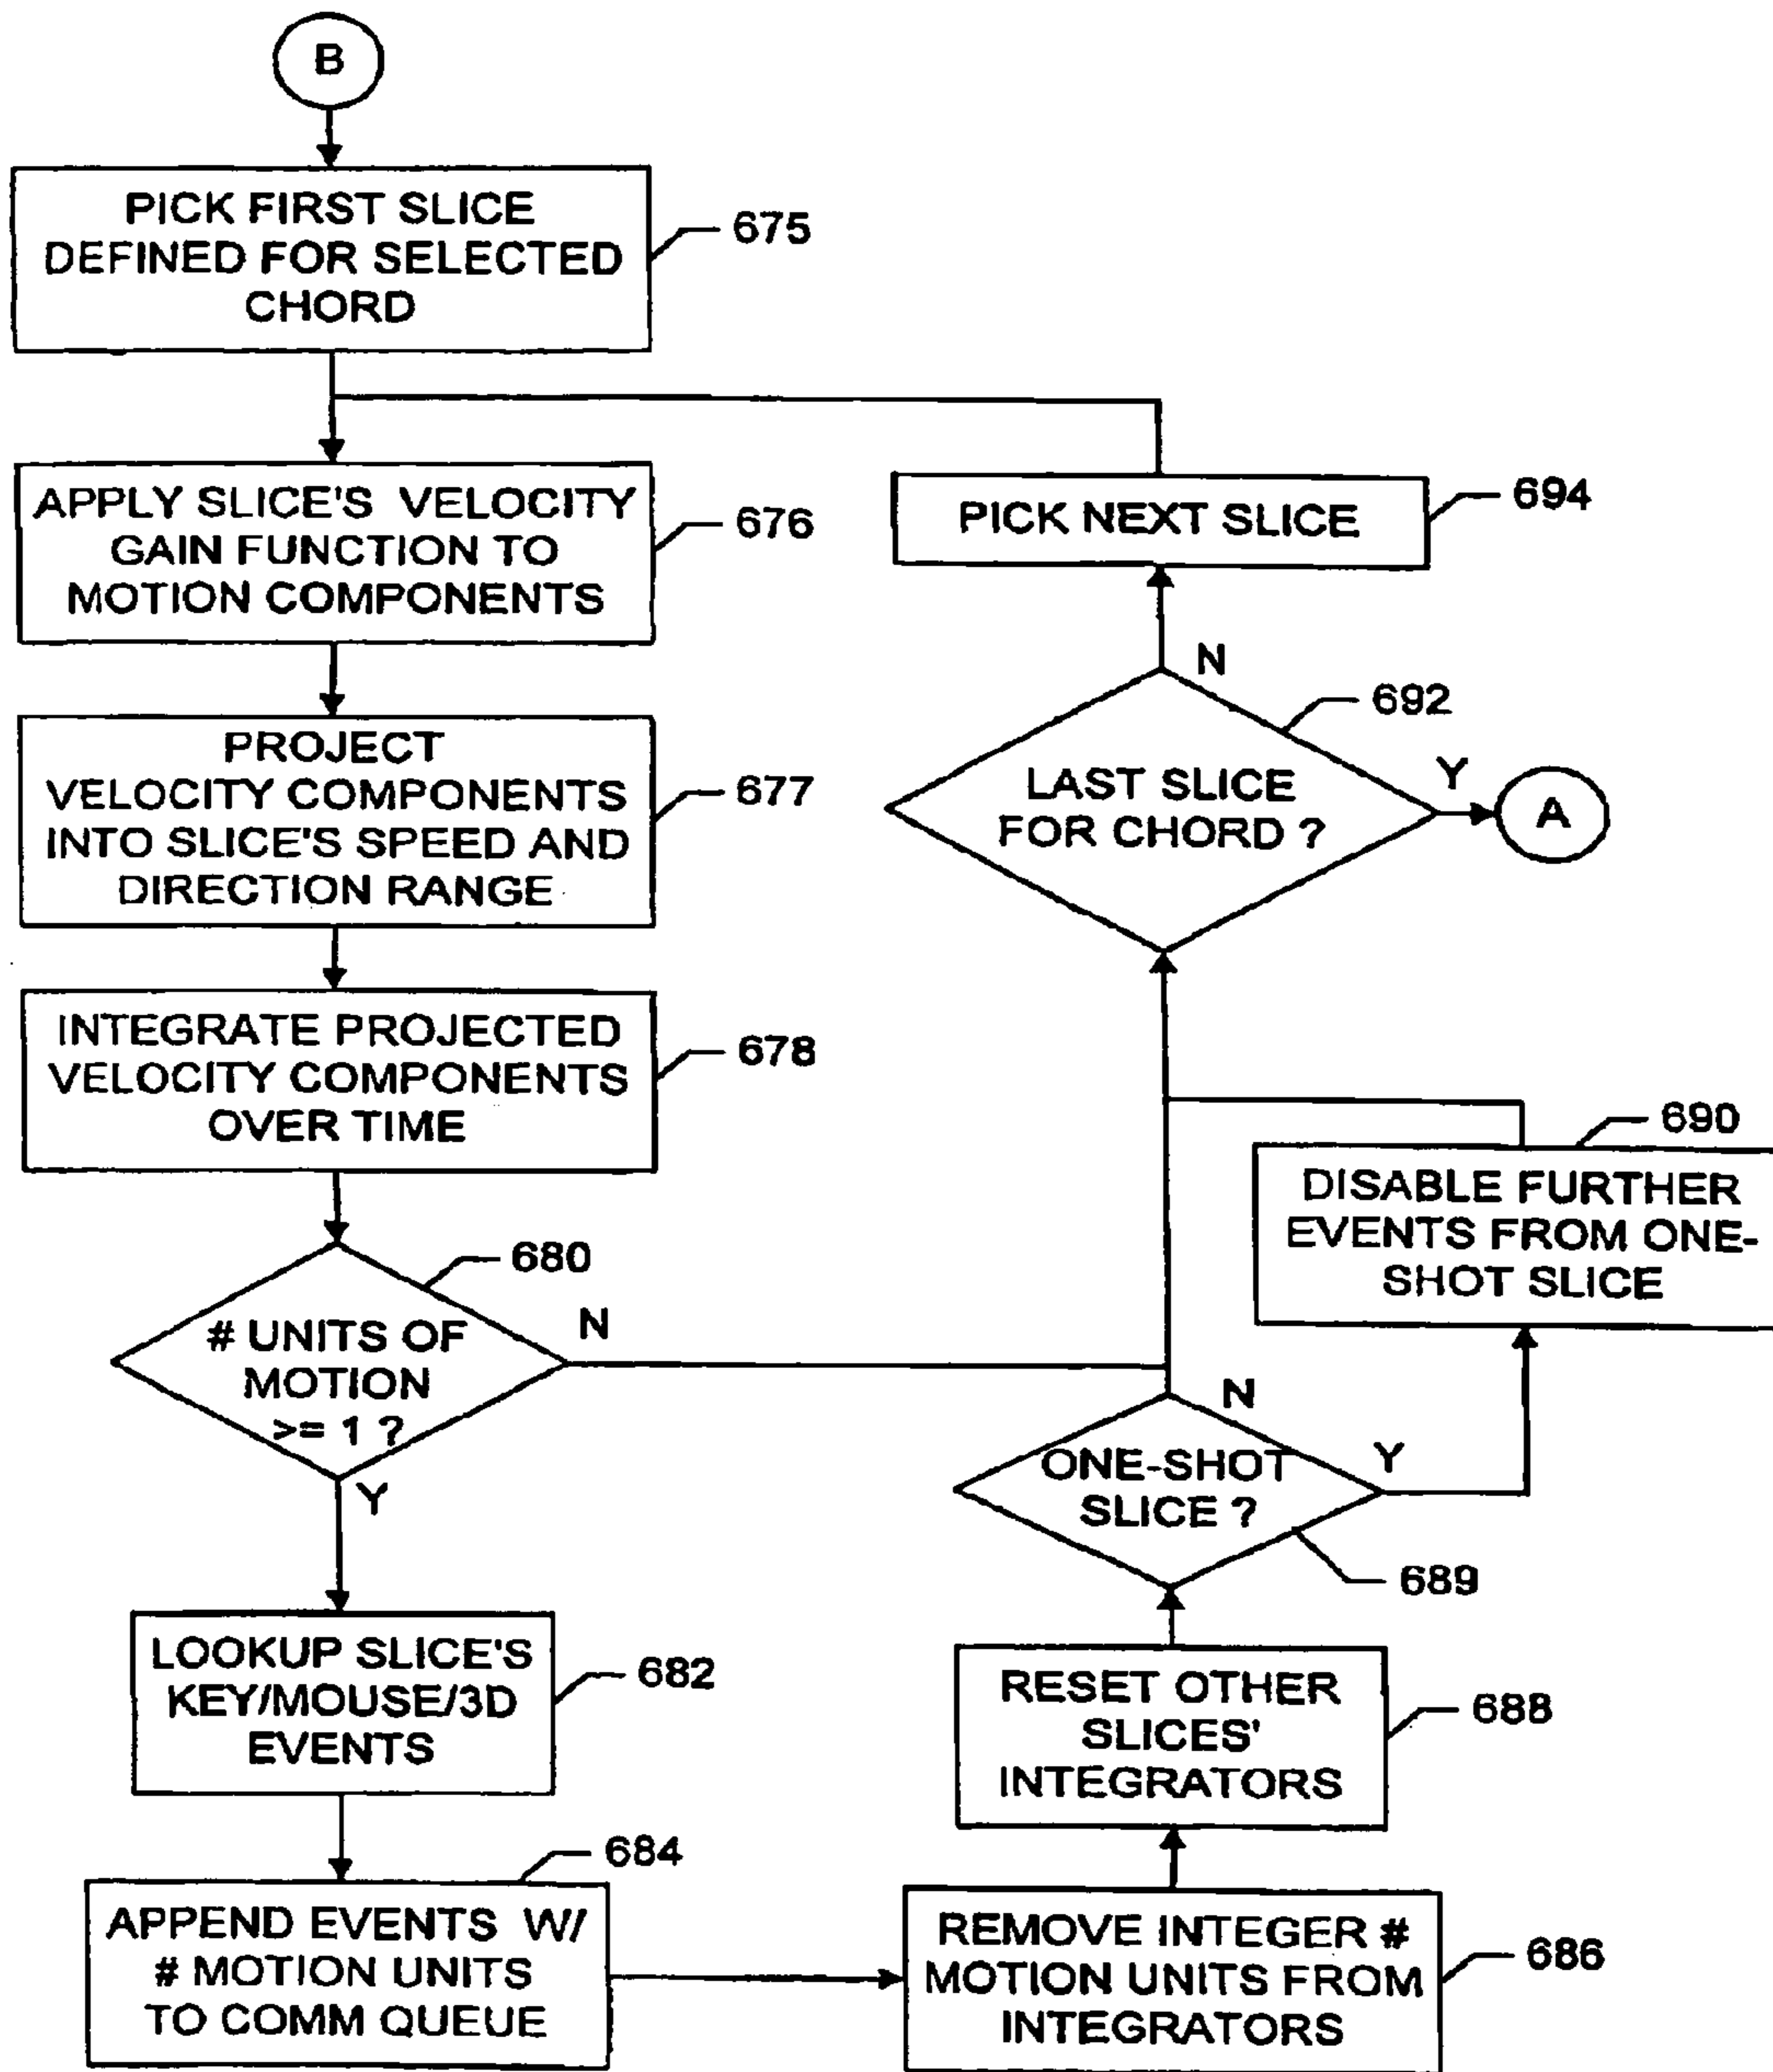 B
PICK FIRST SLICE
DEFINED FOR SELECTED
CHORD
675
APPLY SLICE'S VELOCITY
GAIN FUNCTION TO
MOTION COMPONENTS
676
PROJECT
VELOCITY COMPONENTS
INTO SLICE'S SPEED AND
DIRECTION RANGE
677
INTEGRATE PROJECTED
VELOCITY COMPONENTS
OVER TIME
678
# UNITS OF
MOTION
>= 1 ?
680
N
Y
LOOKUP SLICE'S
KEY/MOUSE/3D
EVENTS
682
APPEND EVENTS W/
# MOTION UNITS
TO COMM QUEUE
684
REMOVE INTEGER #
MOTION UNITS FROM
INTEGRATORS
686
RESET OTHER
SLICES'
INTEGRATORS
688
ONE-SHOT
SLICE ?
689
N
Y
DISABLE FURTHER
EVENTS FROM ONE-
SHOT SLICE
690
LAST SLICE
FOR CHORD ?
692
N
Y
A
PICK NEXT SLICE
694